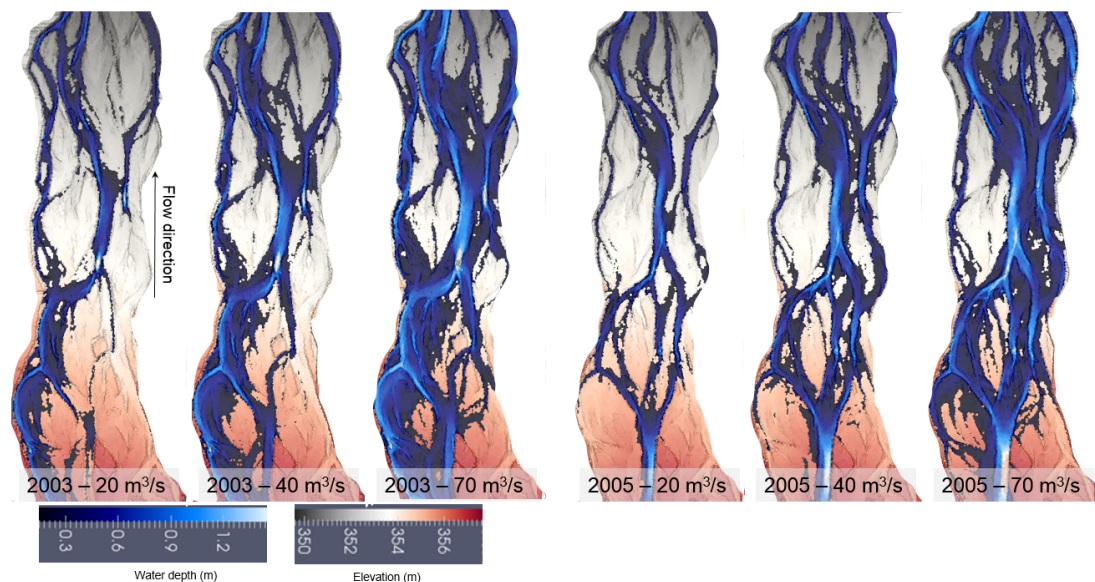 Flow direction
2003 – 20 m³/s
2003 – 40 m³/s
2003 – 70 m³/s
2005 – 20 m³/s
2005 – 40 m³/s
2005 – 70 m³/s
0.3 0.6 0.9 1.2
350 352 354 356
Water depth (m)
Elevation (m)